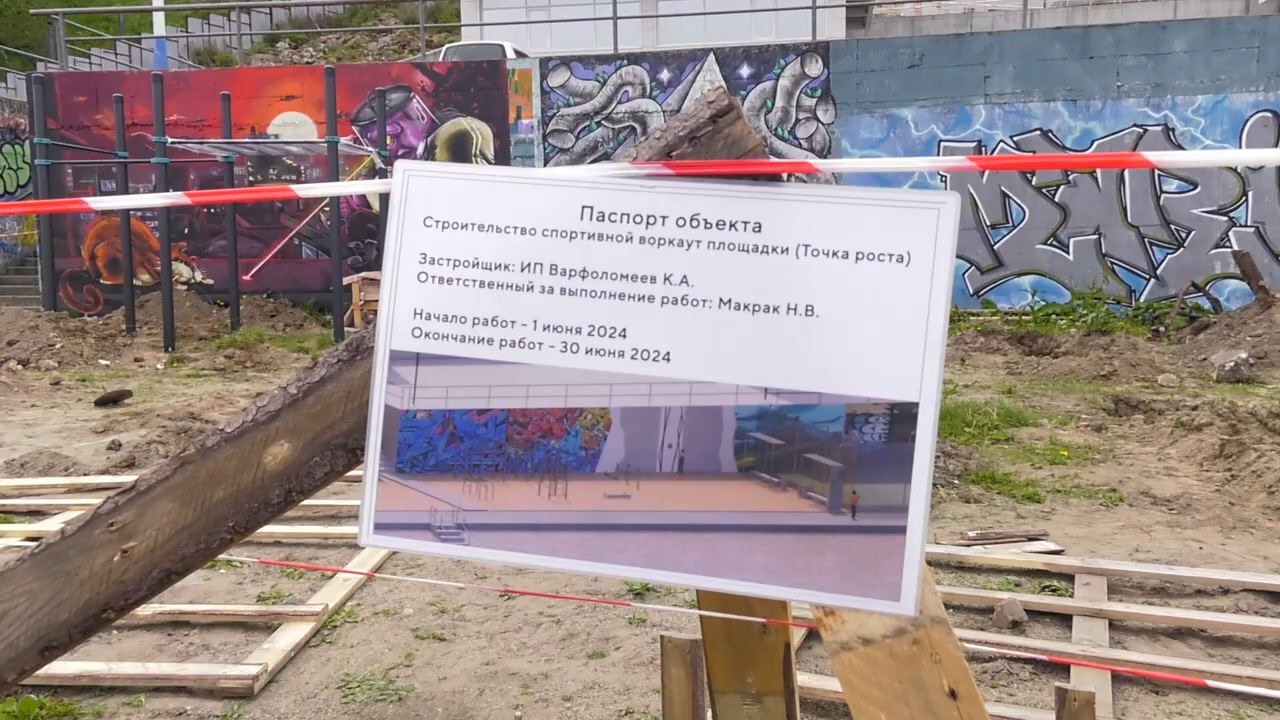 Паспорт объекта
Строительство спортивной воркаут площадки (Точка роста)
Застройщик: ИП Варфоломеев К.А.
Ответственный за выполнение работ: Макрак Н.В.
Начало работ - 1 июня 2024
Окончание работ - 30 июня 2024